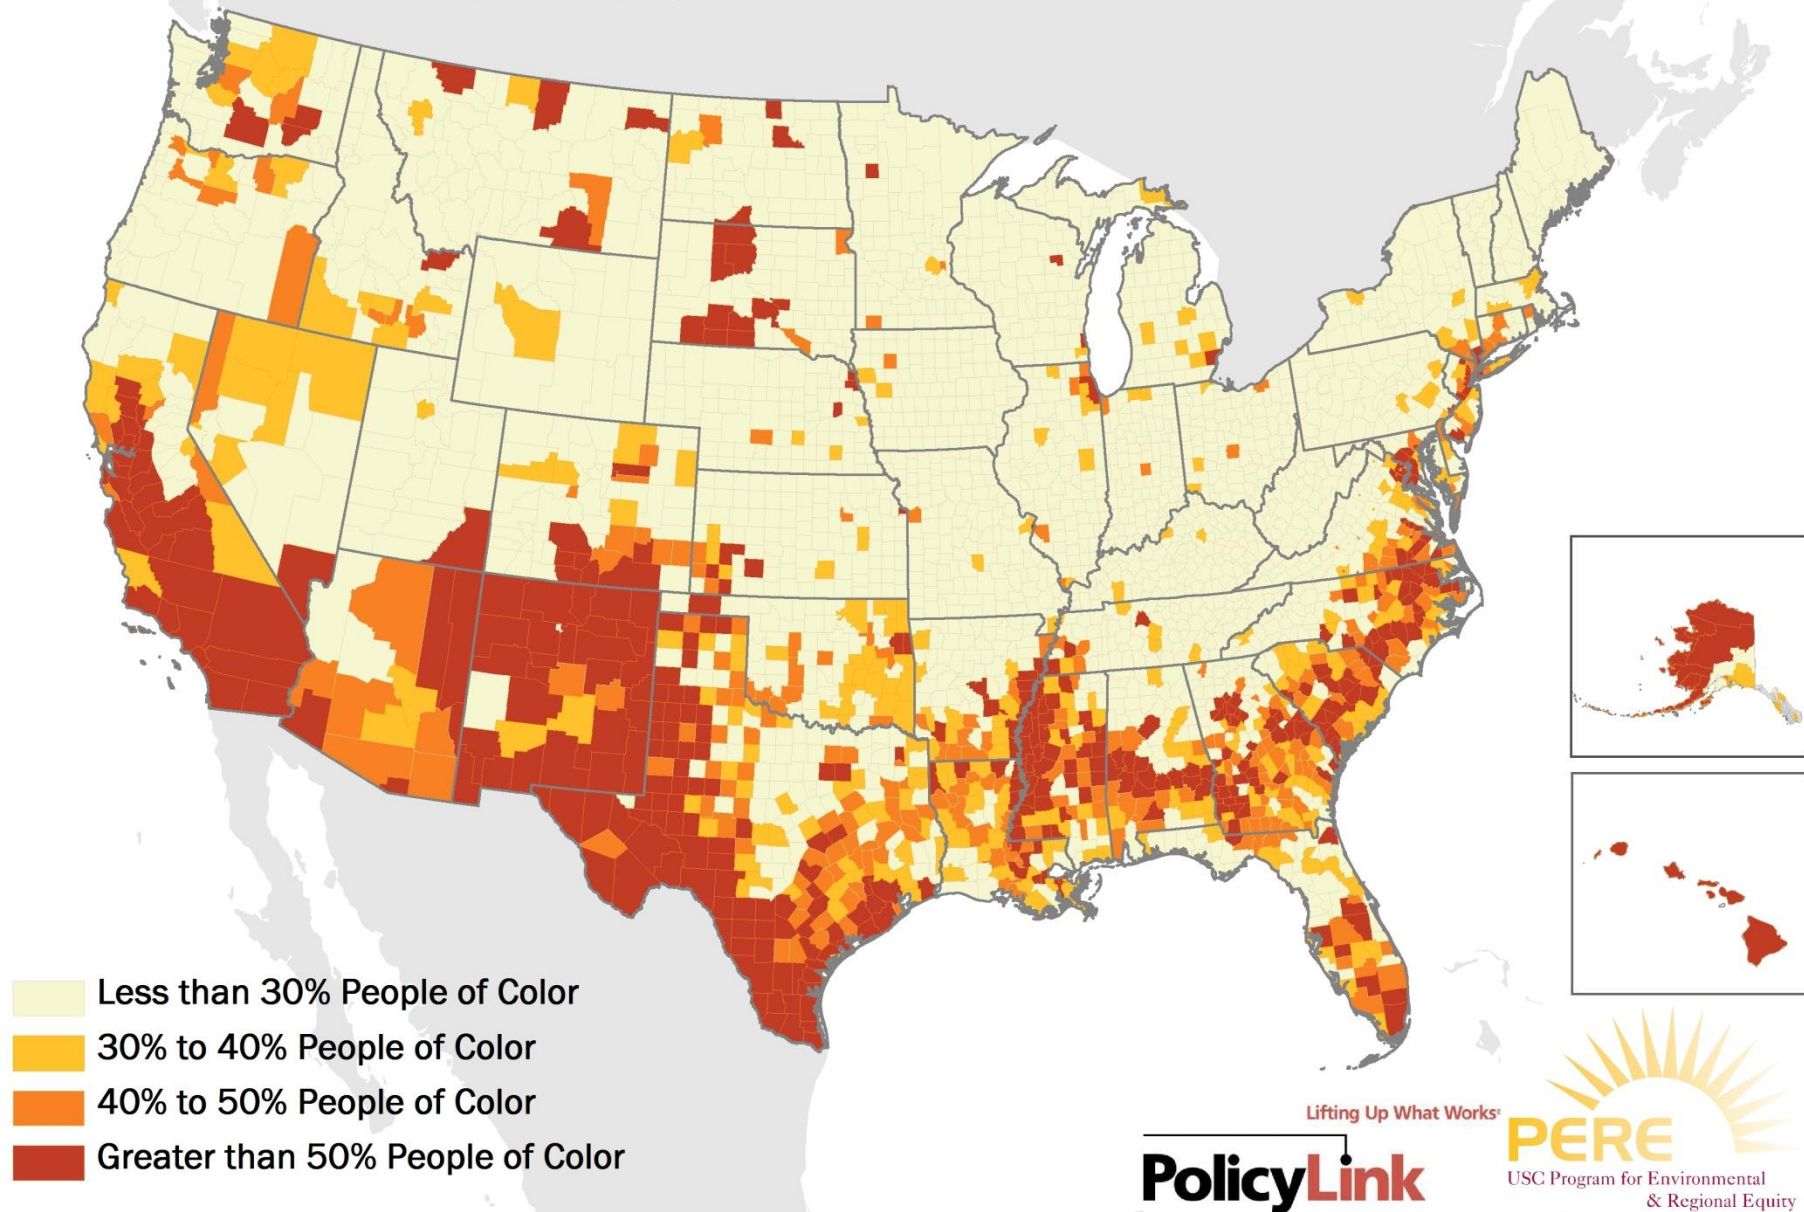 Less than 30% People of Color
30% to 40% People of Color
40% to 50% People of Color
Greater than 50% People of Color
Lifting Up What Works
PolicyLink
PERE
USC Program for Environmental
& Regional Equity